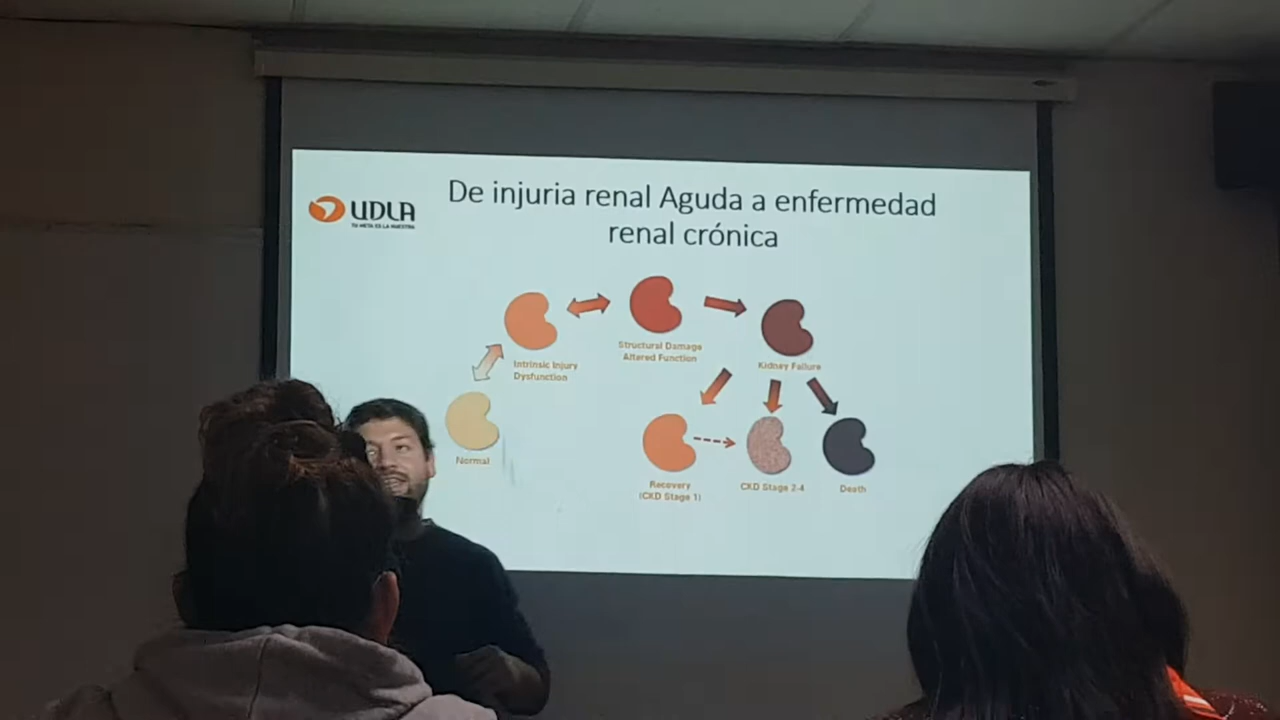 De injuria renal Aguda a enfermedad
renal crónica
UDLA
TU META ES LA NUESTRA
Structural Damage
Altered Function
Intrinsic Injury
Dysfunction
Kidney Failure
Normal
Recovery
(CKD Stage 1)
CKD Stage 2-4
Death